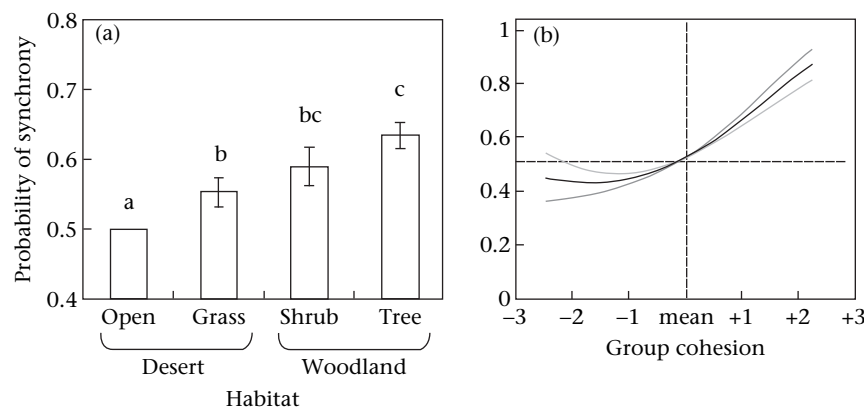 (a)
Probability of synchrony
0.8
0.7
0.6
0.5
0.4
a
b
bc
c
Open Grass Shrub Tree
Desert Woodland
Habitat
(b)
1
0.8
0.6
0.4
0.2
0
−3 −2 −1 mean +1 +2 +3
Group cohesion